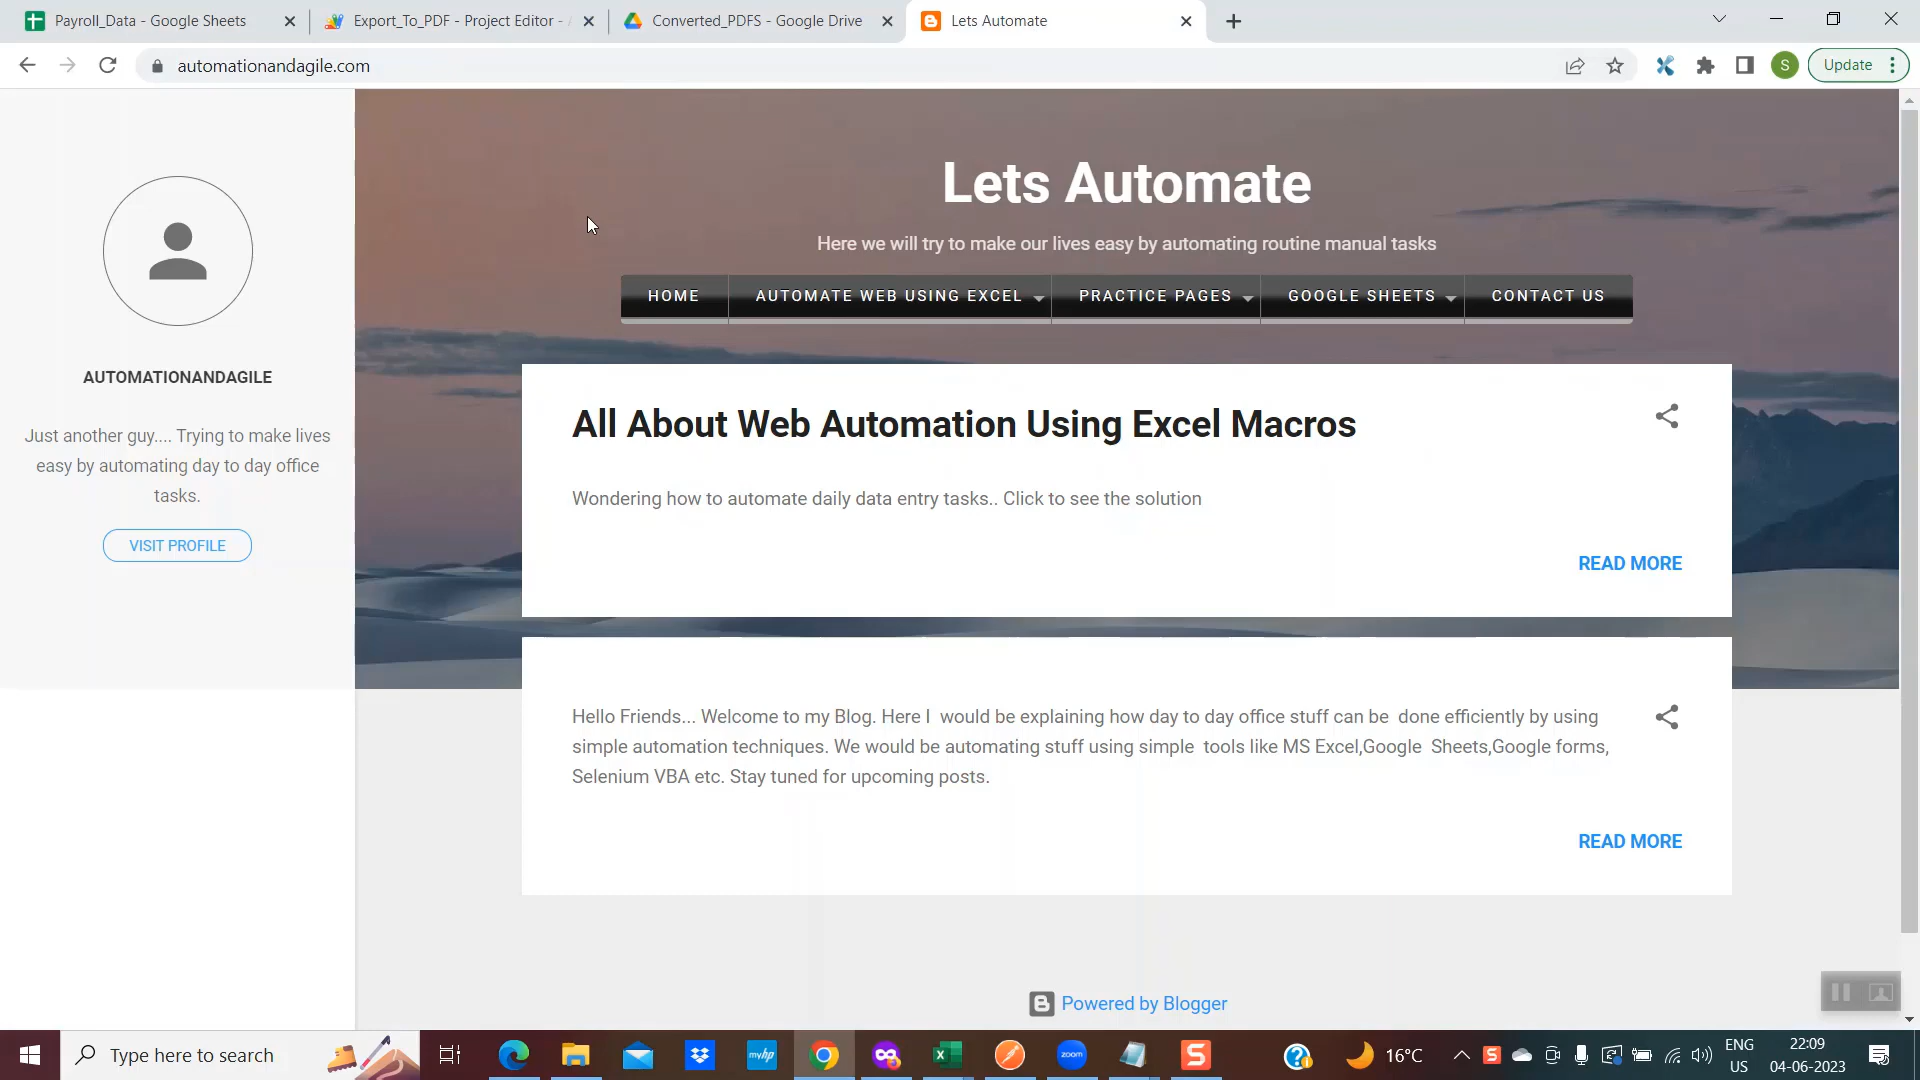 Payroll_Data - Google Sheets
Export_To_PDF - Project Editor -
Converted_PDFS - Google Drive
Lets Automate
automationandagile.com
S
Update
Lets Automate
Here we will try to make our lives easy by automating routine manual tasks
HOME
AUTOMATE WEB USING EXCEL
PRACTICE PAGES
GOOGLE SHEETS
CONTACT US
AUTOMATIONANDAGILE
Just another guy.... Trying to make lives
easy by automating day to day office
tasks.
VISIT PROFILE
All About Web Automation Using Excel Macros
Wondering how to automate daily data entry tasks.. Click to see the solution
READ MORE
Hello Friends... Welcome to my Blog. Here I  would be explaining how day to day office stuff can be  done efficiently by using
simple automation techniques. We would be automating stuff using simple  tools like MS Excel,Google  Sheets,Google forms,
Selenium VBA etc. Stay tuned for upcoming posts.
READ MORE
Powered by Blogger
Type here to search
myhp
zoom
S
16°C
S
ENG
US
22:09
04-06-2023